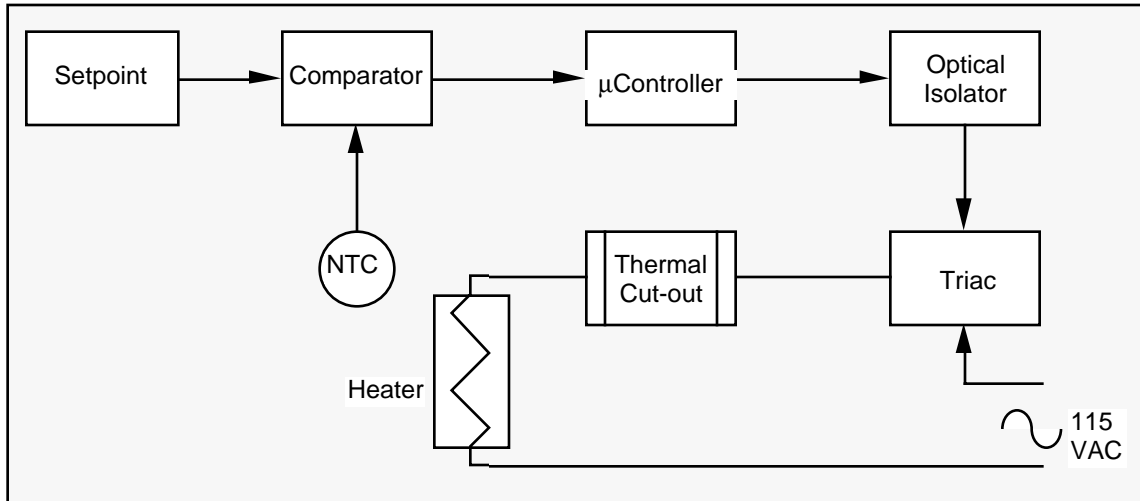 Setpoint
Comparator
μController
Optical
Isolator
NTC
Thermal
Cut-out
Triac
Heater
115
VAC